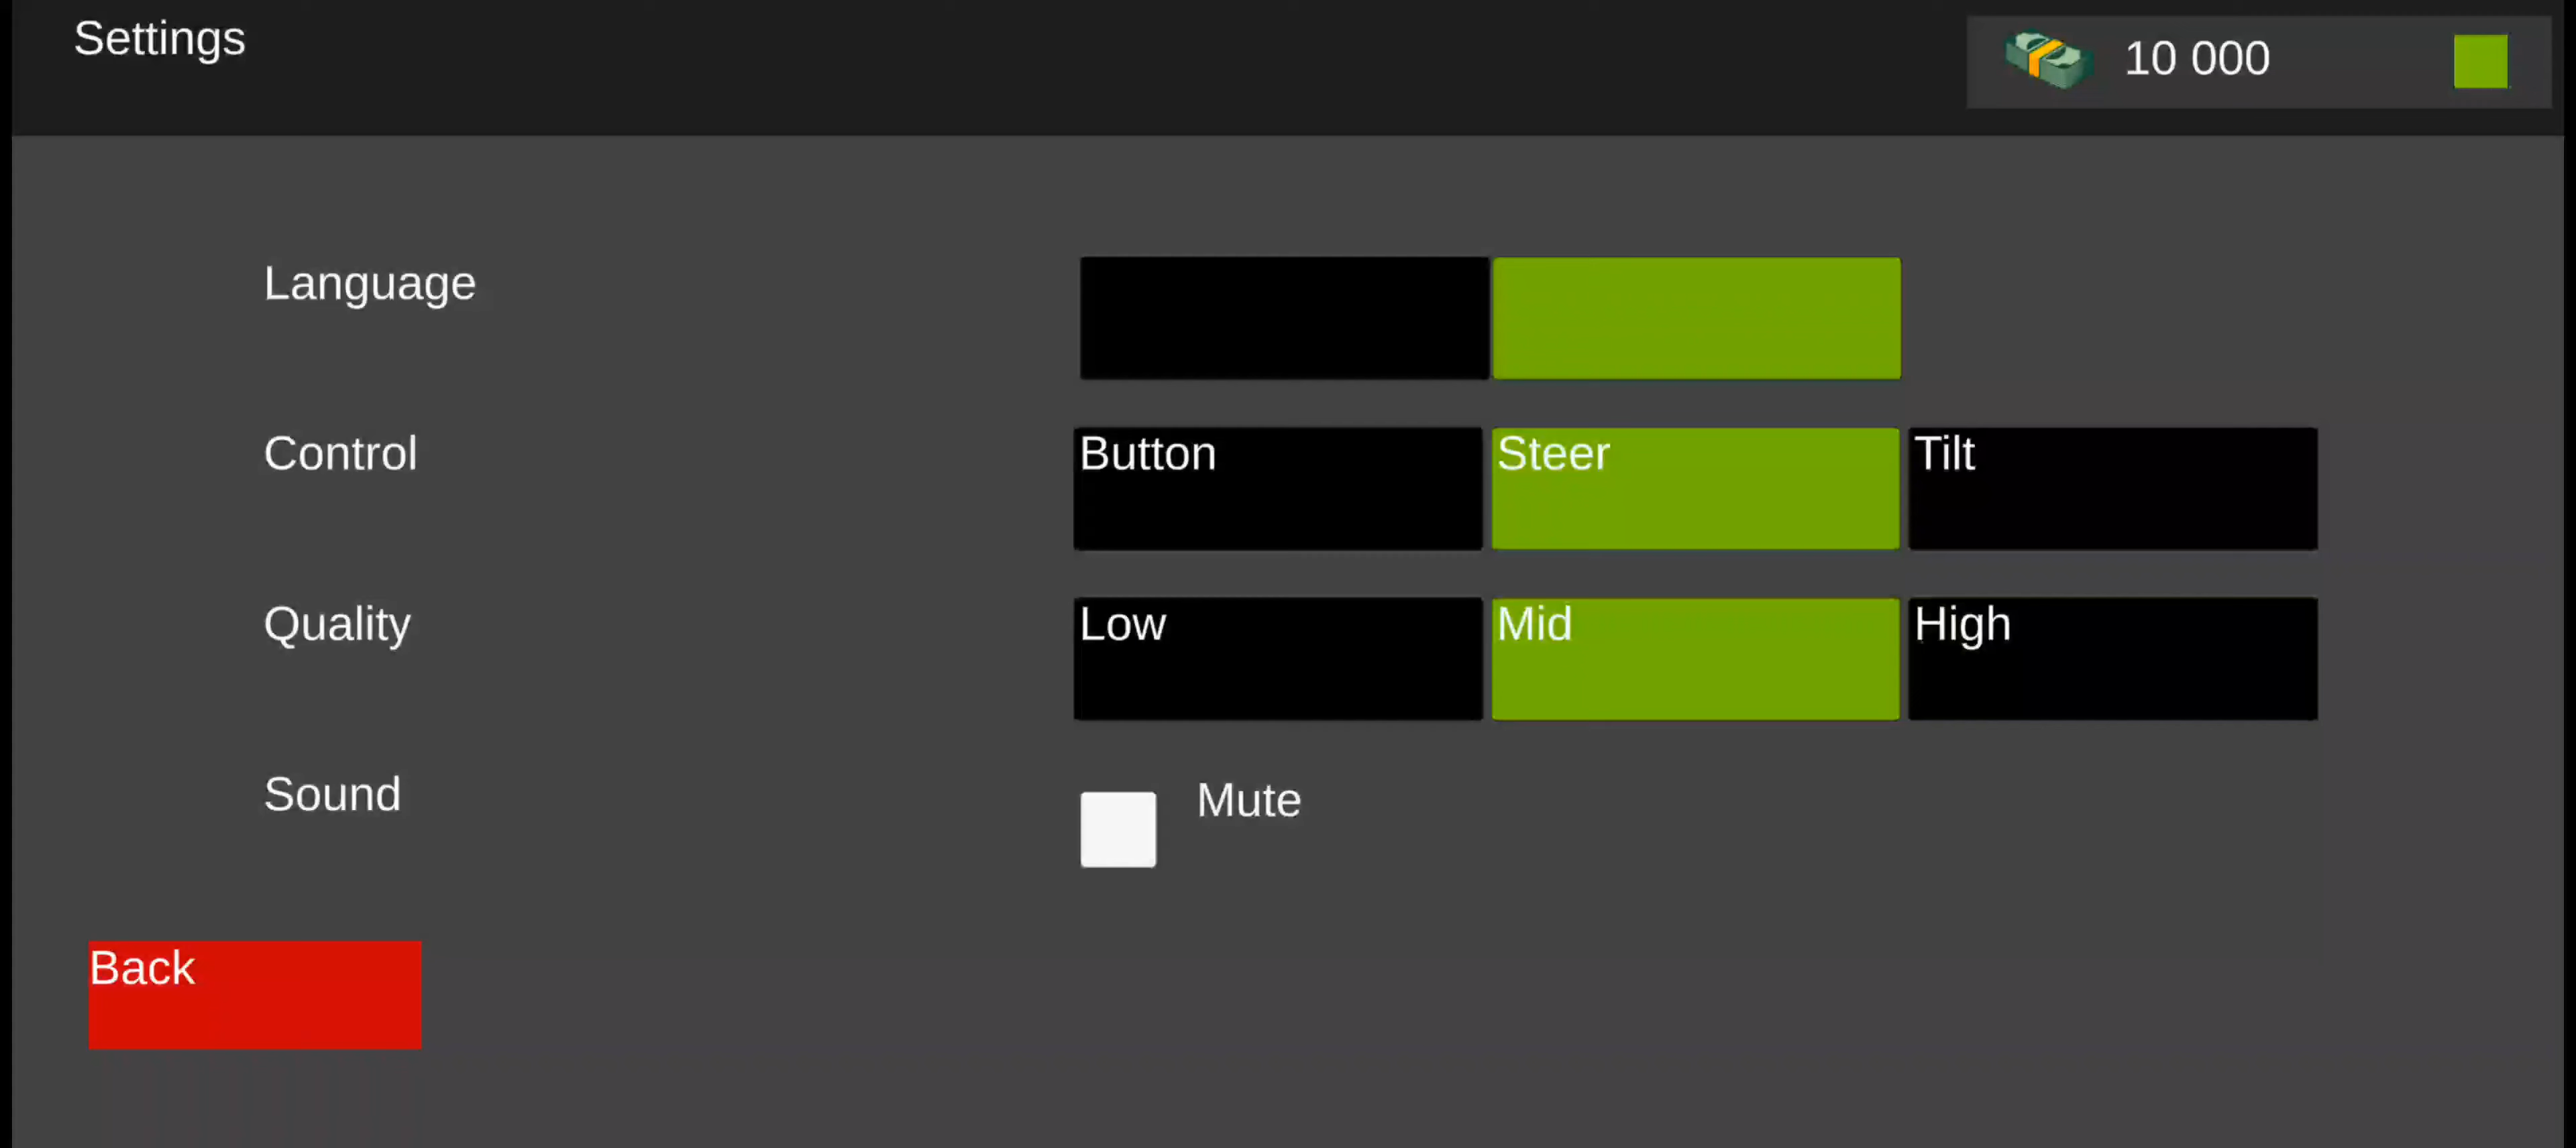 Settings
10 000
Language
Control
Button
Steer
Tilt
Quality
Low
Mid
High
Sound
Mute
Back